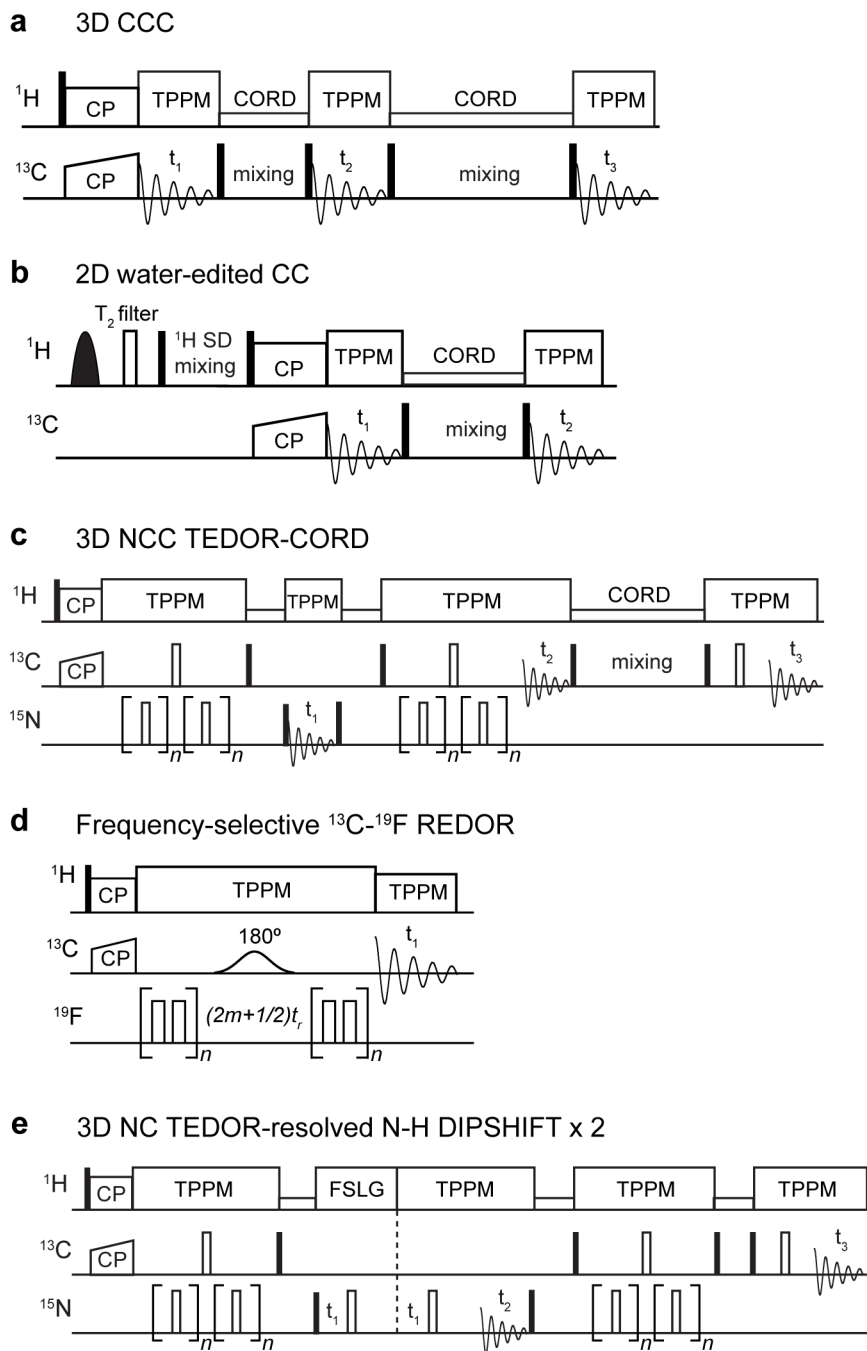 a 3D CCC
¹H CP TPPM CORD TPPM CORD TPPM
¹³C CP t₁ mixing t₂ mixing t₃
b 2D water-edited CC
T₂ filter
¹H ¹H SD mixing CP TPPM CORD TPPM
¹³C CP t₁ mixing t₂
c 3D NCC TEDOR-CORD
¹H CP TPPM TPPM TPPM CORD TPPM
¹³C CP t₂ mixing t₃
¹⁵N n n t₁ n n
d Frequency-selective ¹³C-¹⁹F REDOR
¹H CP TPPM TPPM
¹³C CP 180º t₁
¹⁹F n (2m+1/2)tᵣ n
e 3D NC TEDOR-resolved N-H DIPSHIFT x 2
¹H CP TPPM FSLG TPPM TPPM TPPM
¹³C CP t₃
¹⁵N n n t₁ t₁ t₂ n n